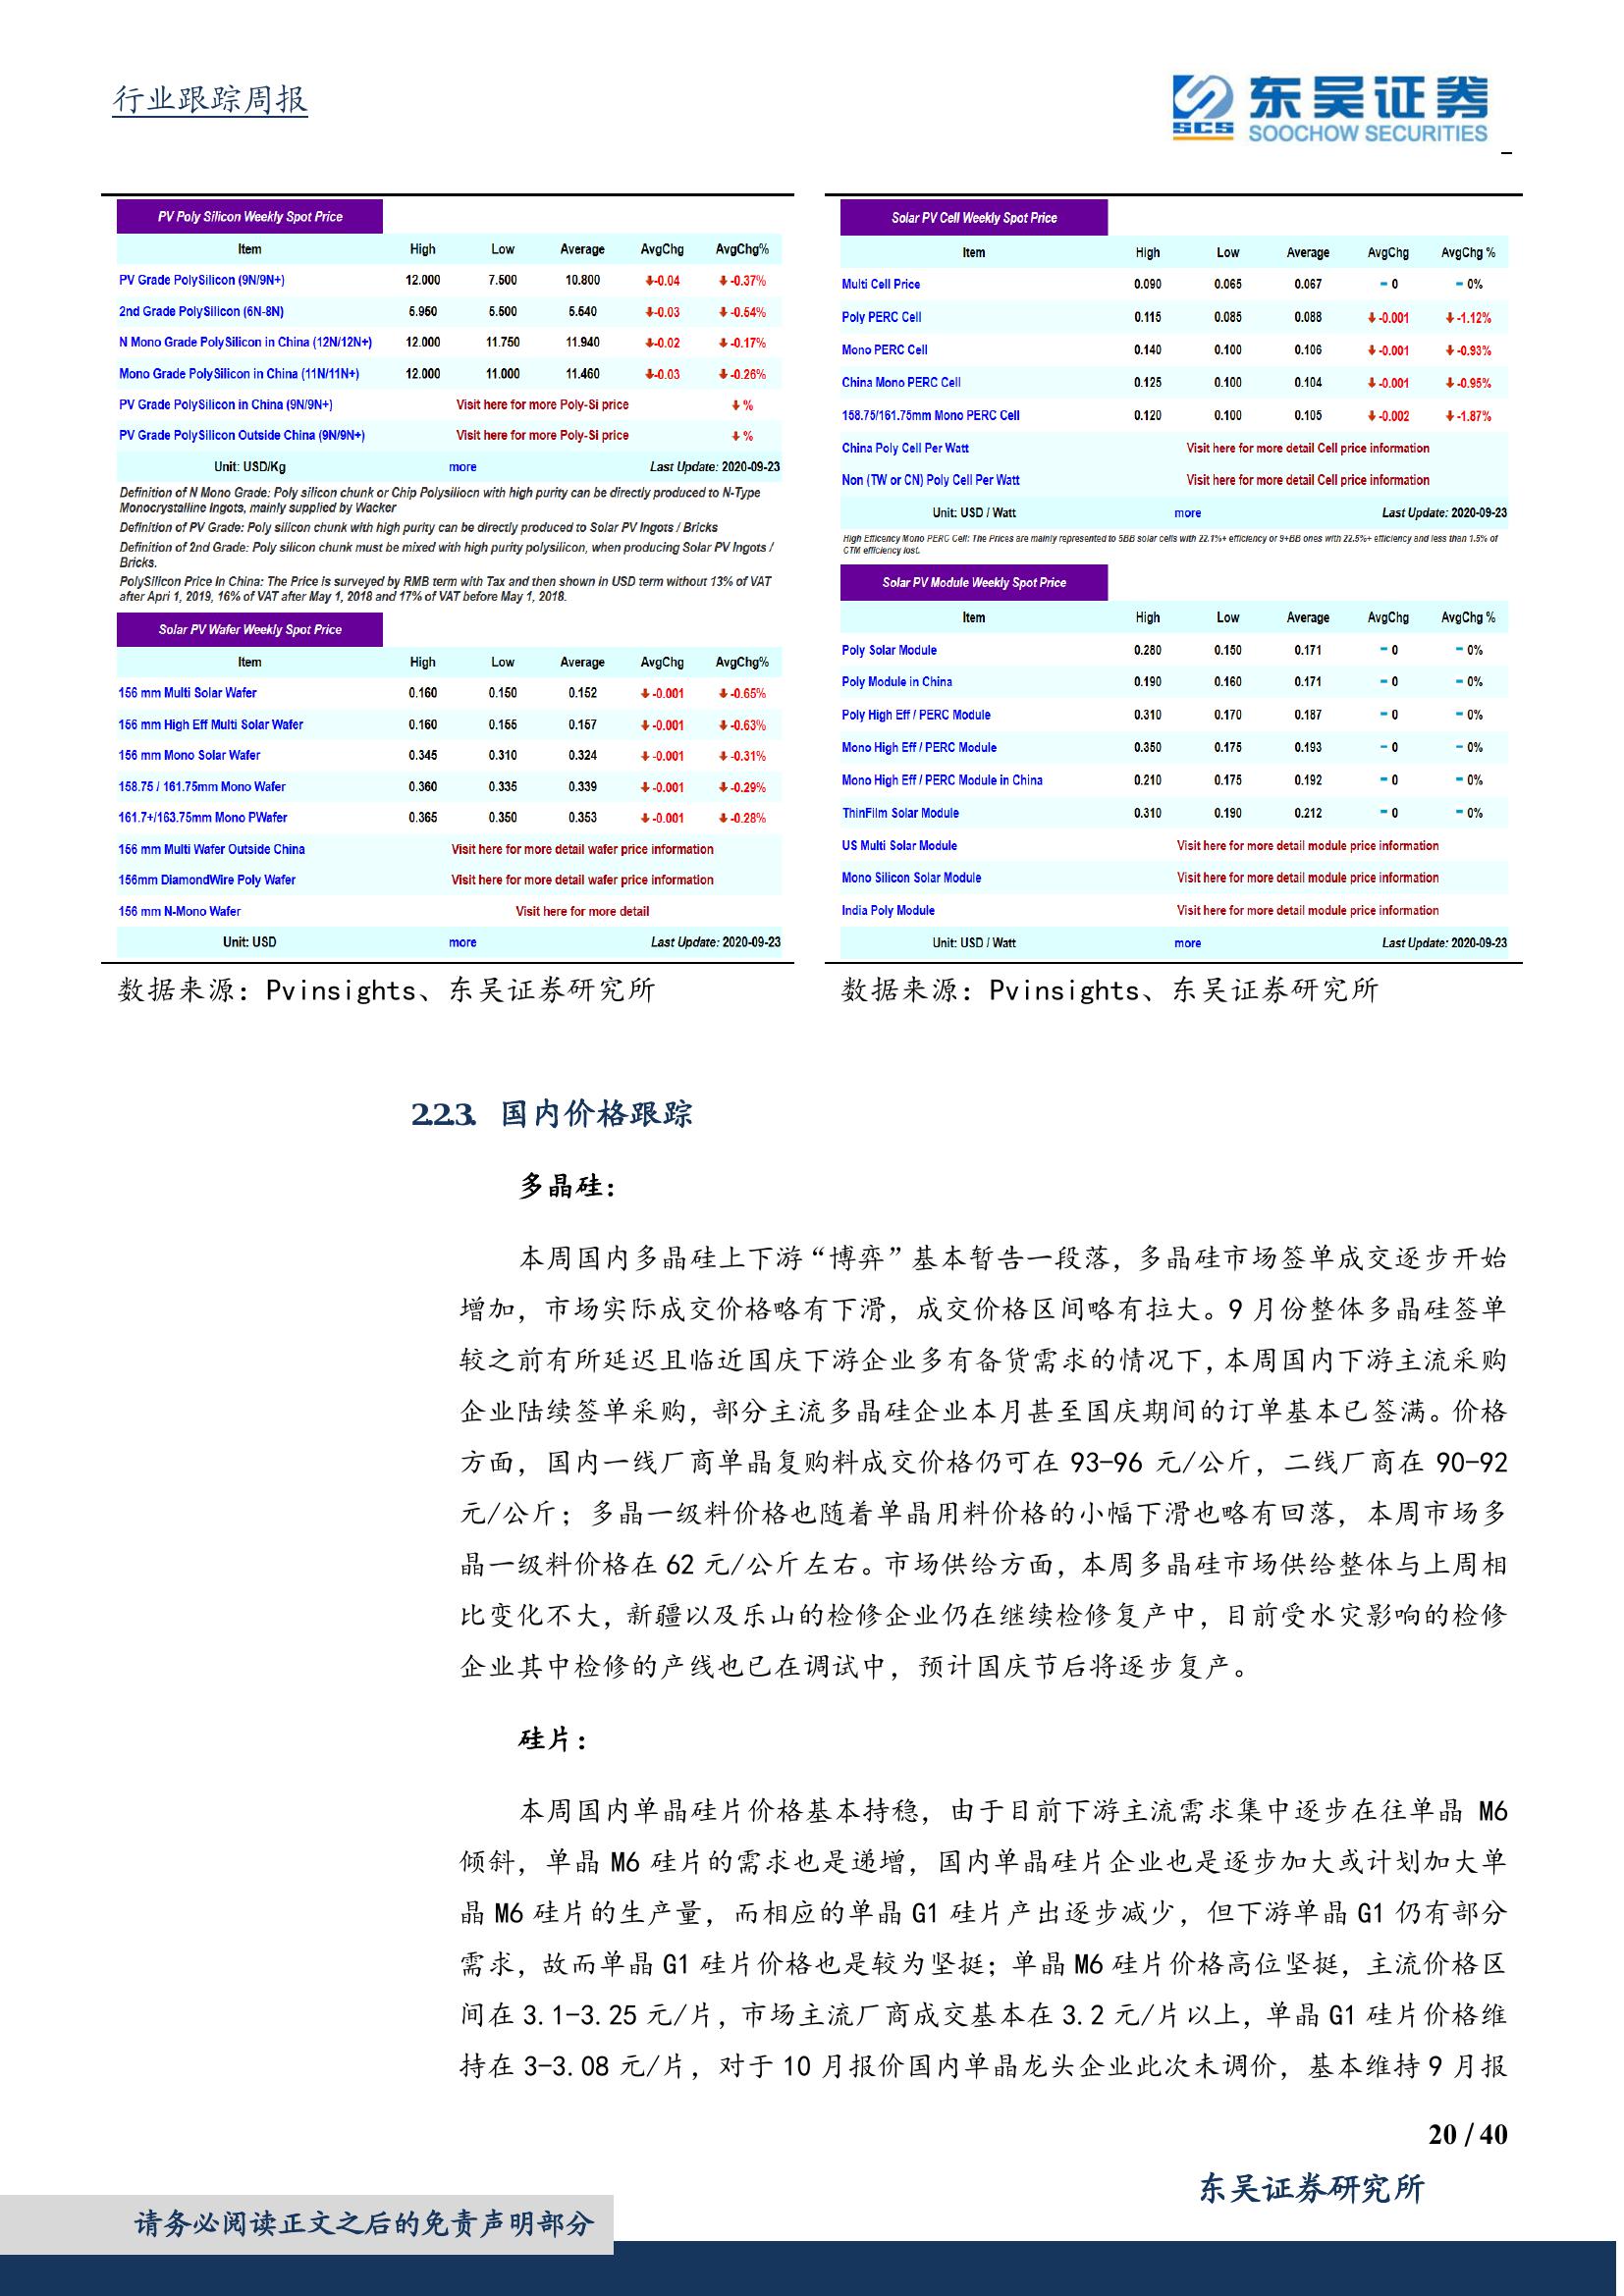 行业跟踪周报
SCS 东吴证券
SOOCHOW SECURITIES
PV Poly Silicon Weekly Spot Price
Item High Low Average AvgChg AvgChg%
PV Grade PolySilicon (9N/9N+) 12.000 7.500 10.800 -0.04 -0.37%
2nd Grade PolySilicon (6N-8N) 5.950 5.500 5.540 -0.03 -0.54%
N Mono Grade PolySilicon in China (12N/12N+) 12.000 11.750 11.940 -0.02 -0.17%
Mono Grade PolySilicon in China (11N/11N+) 12.000 11.000 11.460 -0.03 -0.26%
PV Grade PolySilicon in China (9N/9N+) Visit here for more Poly-Si price %
PV Grade PolySilicon Outside China (9N/9N+) Visit here for more Poly-Si price %
Unit: USD/Kg more Last Update: 2020-09-23
Definition of N Mono Grade: Poly silicon chunk or Chip Polysiliocn with high purity can be directly produced to N-Type
Monocrystalline Ingots, mainly supplied by Wacker
Definition of PV Grade: Poly silicon chunk with high purity can be directly produced to Solar PV Ingots / Bricks
Definition of 2nd Grade: Poly silicon chunk must be mixed with high purity polysilicon, when producing Solar PV Ingots /
Bricks.
PolySilicon Price In China: The Price is surveyed by RMB term with Tax and then shown in USD term without 13% of VAT
after Apri 1, 2019, 16% of VAT after May 1, 2018 and 17% of VAT before May 1, 2018.
Solar PV Wafer Weekly Spot Price
Item High Low Average AvgChg AvgChg%
156 mm Multi Solar Wafer 0.160 0.150 0.152 -0.001 -0.65%
156 mm High Eff Multi Solar Wafer 0.160 0.155 0.157 -0.001 -0.63%
156 mm Mono Solar Wafer 0.345 0.310 0.324 -0.001 -0.31%
158.75 / 161.75mm Mono Wafer 0.360 0.335 0.339 -0.001 -0.29%
161.7+/163.75mm Mono PWafer 0.365 0.350 0.353 -0.001 -0.28%
156 mm Multi Wafer Outside China Visit here for more detail wafer price information
156mm DiamondWire Poly Wafer Visit here for more detail wafer price information
156 mm N-Mono Wafer Visit here for more detail
Unit: USD more Last Update: 2020-09-23
数据来源：Pvinsights、东吴证券研究所
Solar PV Cell Weekly Spot Price
Item High Low Average AvgChg AvgChg %
Multi Cell Price 0.090 0.065 0.067 0 0%
Poly PERC Cell 0.115 0.085 0.088 -0.001 -1.12%
Mono PERC Cell 0.140 0.100 0.106 -0.001 -0.93%
China Mono PERC Cell 0.125 0.100 0.104 -0.001 -0.95%
158.75/161.75mm Mono PERC Cell 0.120 0.100 0.105 -0.002 -1.87%
China Poly Cell Per Watt Visit here for more detail Cell price information
Non (TW or CN) Poly Cell Per Watt Visit here for more detail Cell price information
Unit: USD / Watt more Last Update: 2020-09-23
High Efficency Mono PERC Cell: The Prices are mainly represented to 5BB solar cells with 22.1%+ efficiency or 9+BB ones with 22.5%+ efficiency and less than 1.5% of
CTM efficiency lost.
Solar PV Module Weekly Spot Price
Item High Low Average AvgChg AvgChg %
Poly Solar Module 0.280 0.150 0.171 0 0%
Poly Module in China 0.190 0.160 0.171 0 0%
Poly High Eff / PERC Module 0.310 0.170 0.187 0 0%
Mono High Eff / PERC Module 0.350 0.175 0.193 0 0%
Mono High Eff / PERC Module in China 0.210 0.175 0.192 0 0%
ThinFilm Solar Module 0.310 0.190 0.212 0 0%
US Multi Solar Module Visit here for more detail module price information
Mono Silicon Solar Module Visit here for more detail module price information
India Poly Module Visit here for more detail module price information
Unit: USD / Watt more Last Update: 2020-09-23
数据来源：Pvinsights、东吴证券研究所
2.2.3. 国内价格跟踪
多晶硅：
本周国内多晶硅上下游“博弈”基本暂告一段落，多晶硅市场签单成交逐步开始
增加，市场实际成交价格略有下滑，成交价格区间略有拉大。9 月份整体多晶硅签单
较之前有所延迟且临近国庆下游企业多有备货需求的情况下，本周国内下游主流采购
企业陆续签单采购，部分主流多晶硅企业本月甚至国庆期间的订单基本已签满。价格
方面，国内一线厂商单晶复购料成交价格仍可在 93-96 元/公斤，二线厂商在 90-92
元/公斤；多晶一级料价格也随着单晶用料价格的小幅下滑也略有回落，本周市场多
晶一级料价格在 62 元/公斤左右。市场供给方面，本周多晶硅市场供给整体与上周相
比变化不大，新疆以及乐山的检修企业仍在继续检修复产中，目前受水灾影响的检修
企业其中检修的产线也已在调试中，预计国庆节后将逐步复产。
硅片：
本周国内单晶硅片价格基本持稳，由于目前下游主流需求集中逐步在往单晶 M6
倾斜，单晶 M6 硅片的需求也是递增，国内单晶硅片企业也是逐步加大或计划加大单
晶 M6 硅片的生产量，而相应的单晶 G1 硅片产出逐步减少，但下游单晶 G1 仍有部分
需求，故而单晶 G1 硅片价格也是较为坚挺；单晶 M6 硅片价格高位坚挺，主流价格区
间在 3.1-3.25 元/片，市场主流厂商成交基本在 3.2 元/片以上，单晶 G1 硅片价格维
持在 3-3.08 元/片，对于 10 月报价国内单晶龙头企业此次未调价，基本维持 9 月报
20 / 40
东吴证券研究所
请务必阅读正文之后的免责声明部分